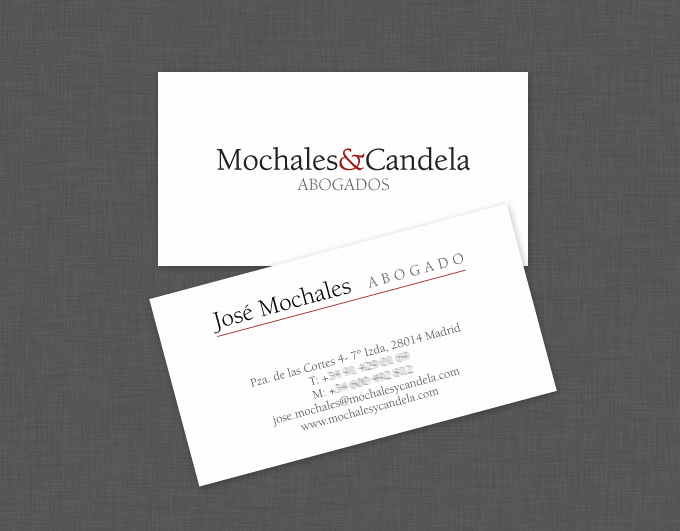 Mochales&Candela
ABOGADOS
José Mochales ABOGADO
Pza. de las Cortes 4- 7º Izda, 28014 Madrid
T:
M:
jose.mochales@mochalesycandela.com
www.mochalesycandela.com